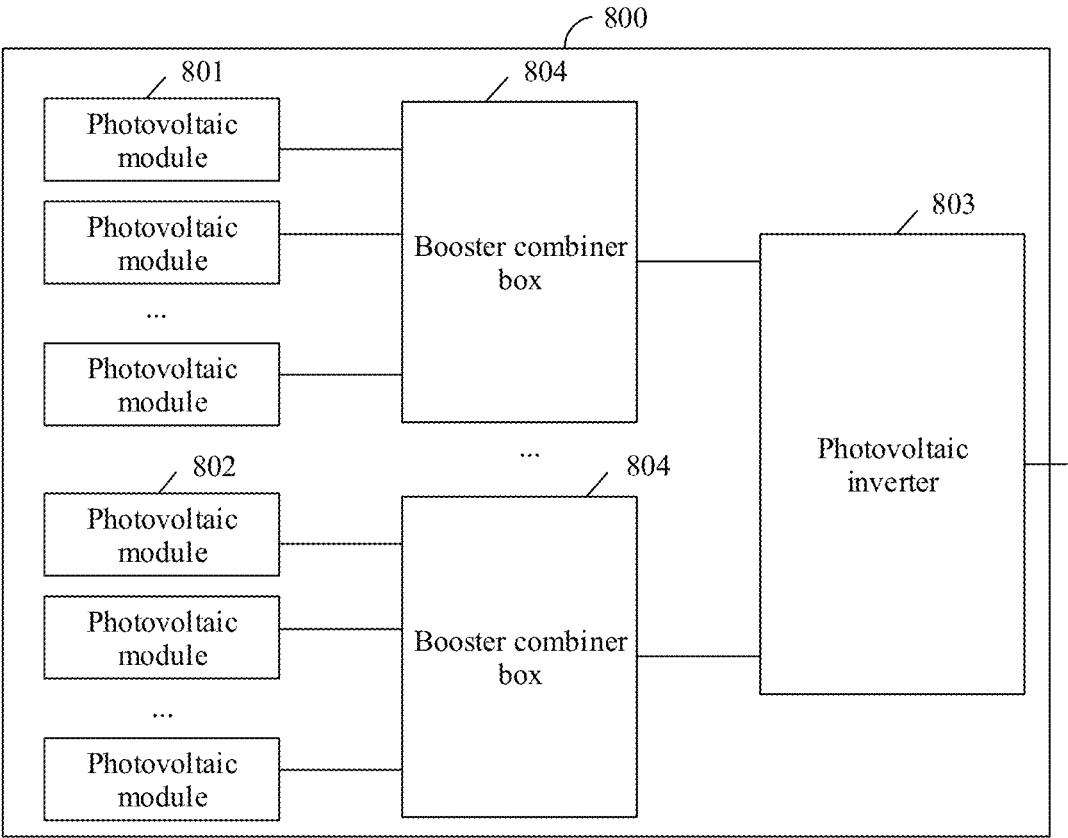 800
801
804
Photovoltaic
module
Photovoltaic
module
...
Photovoltaic
module
Booster combiner
box
803
Photovoltaic
inverter
...
802
804
Photovoltaic
module
Photovoltaic
module
...
Photovoltaic
module
Booster combiner
box